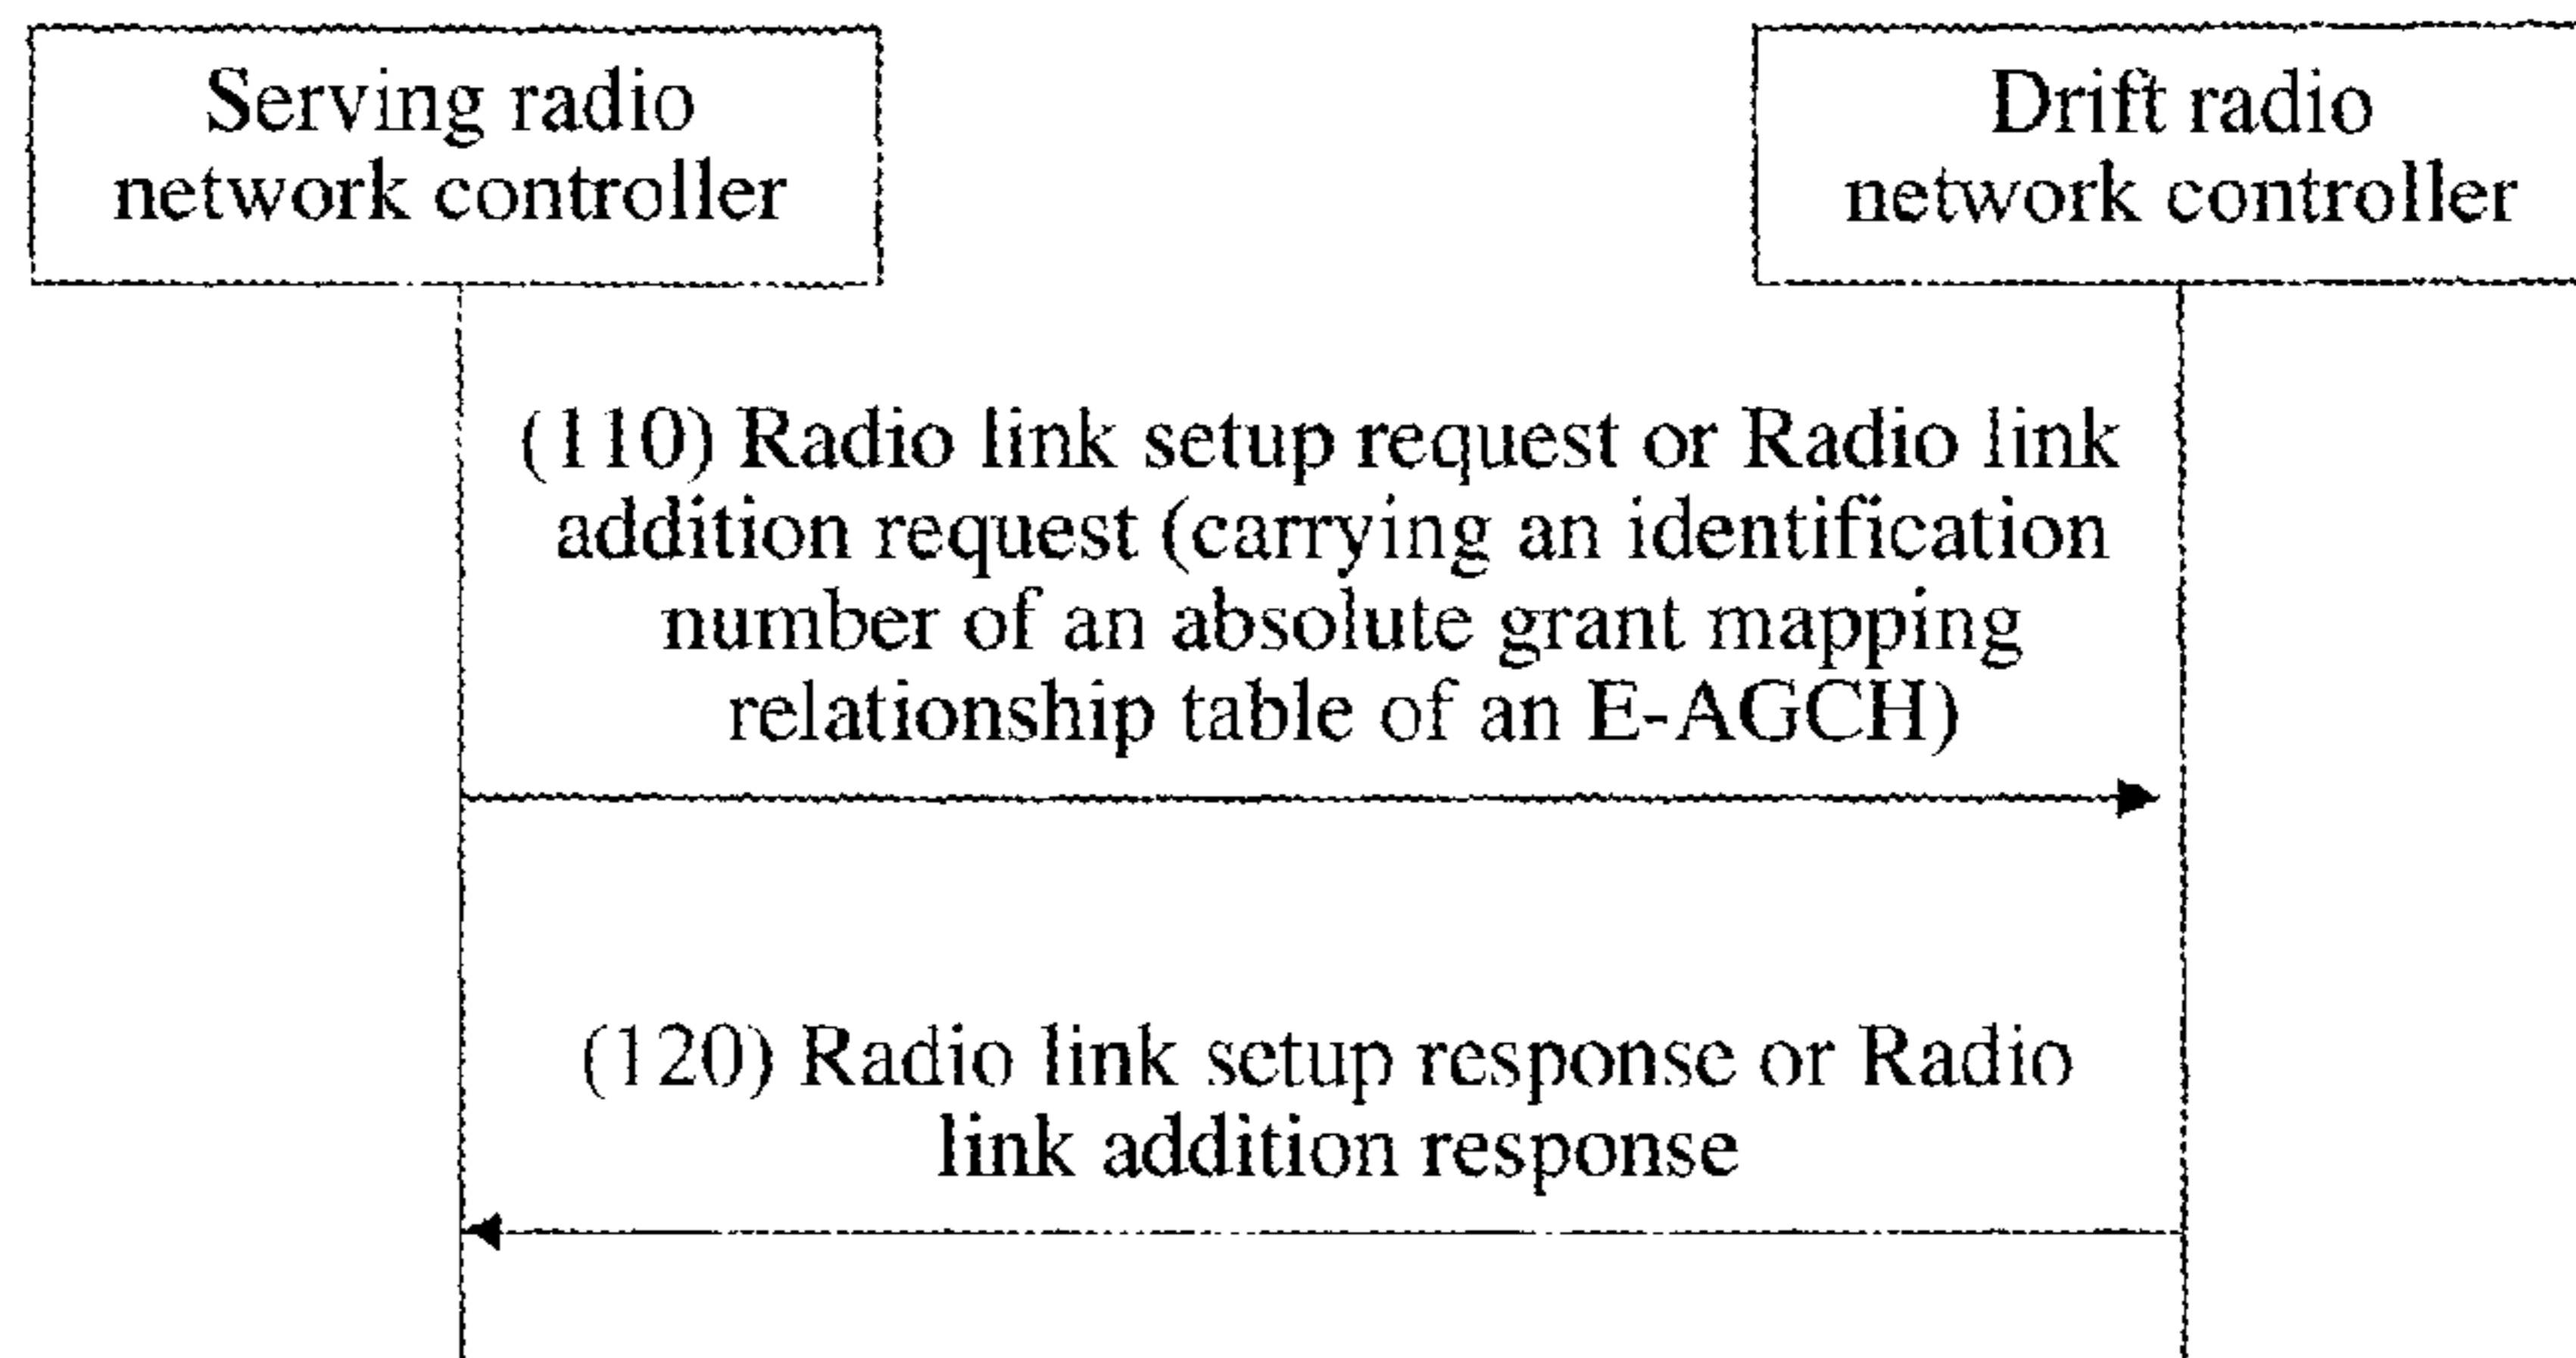 Serving radio
network controller
Drift radio
network controller
(110) Radio link setup request or Radio link
addition request (carrying an identification
number of an absolute grant mapping
relationship table of an E-AGCH)
(120) Radio link setup response or Radio
link addition response